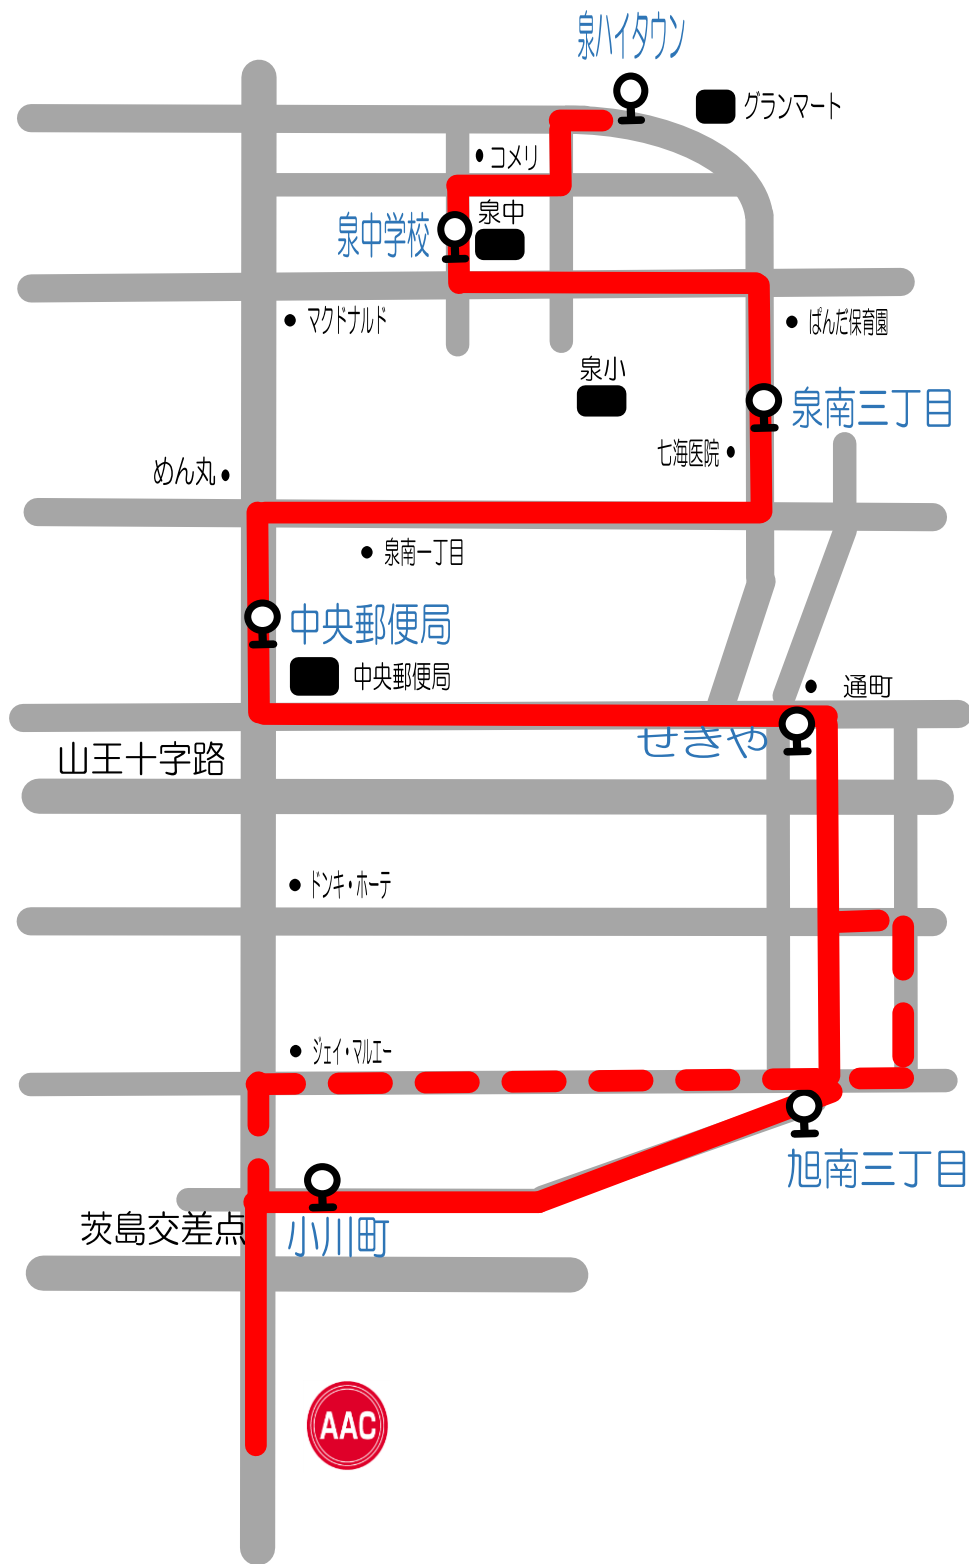 泉ハイタウン
グランマート
コメリ
泉中
泉中学校
マクドナルド
ぱんだ保育園
泉小
泉南三丁目
七海医院
めん丸
泉南一丁目
中央郵便局
中央郵便局
通町
せきや
山王十字路
ドンキ・ホーテ
ジェイ・マルエー
旭南三丁目
茨島交差点
小川町
AAC